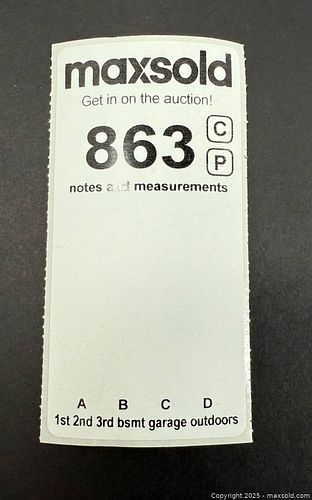 maxsold
Get in on the auction!
863
C
P
notes and measurements
A B C D
1st 2nd 3rd bsmt garage outdoors
Copyright 2025 - maxsold.com